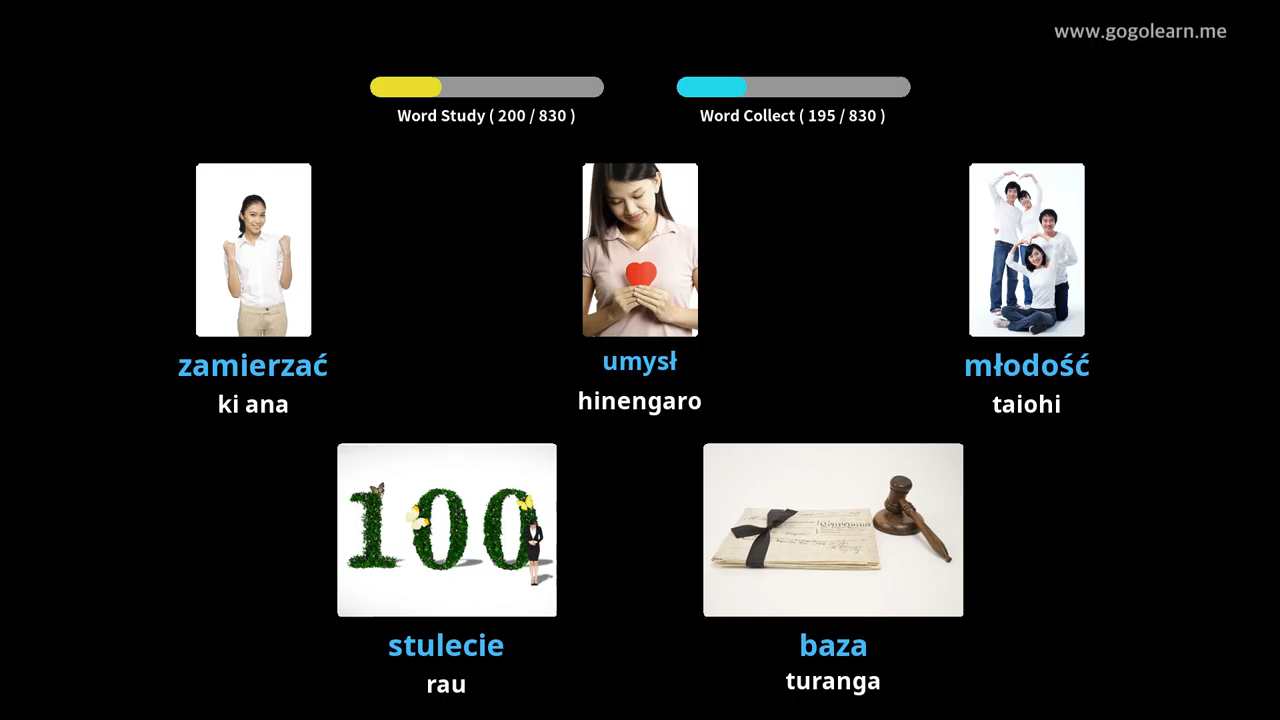 www.gogolearn.me
Word Study ( 200 / 830 )
Word Collect ( 195 / 830 )
zamierzać
ki ana
umysł
hinengaro
młodość
taiohi
100
stulecie
rau
baza
turanga